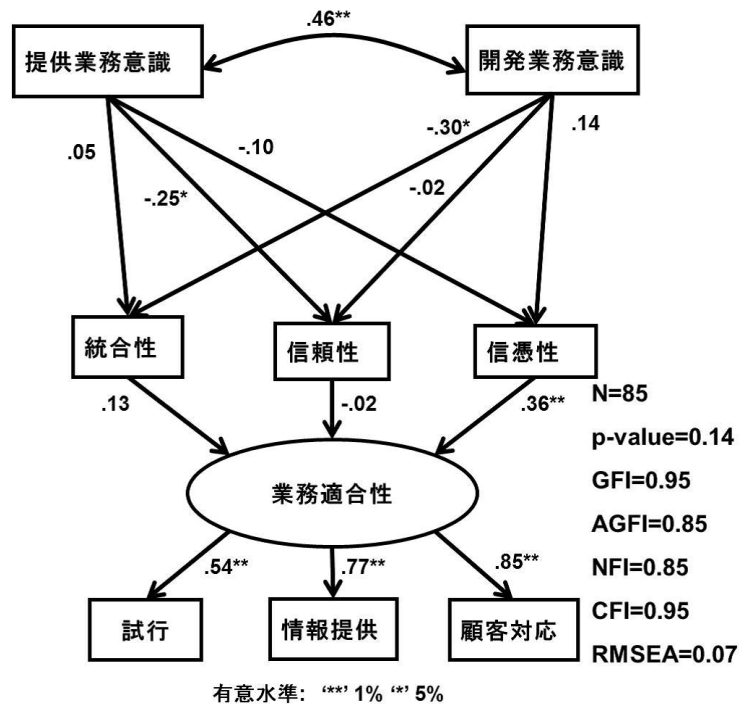 .46**
提供業務意識
開発業務意識
.05
-.25*
-.10
-.30*
-.02
.14
統合性
信頼性
信憑性
.13
-.02
.36**
業務適合性
.54**
.77**
.85**
試行
情報提供
顧客対応
N=85
p-value=0.14
GFI=0.95
AGFI=0.85
NFI=0.85
CFI=0.95
RMSEA=0.07
有意水準: ‘**’ 1% ‘*’ 5%